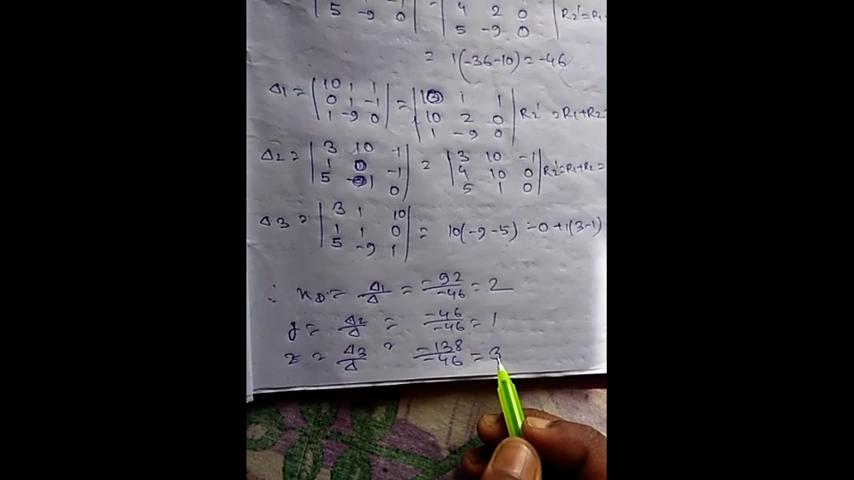 5 -9 0 | - | 4 2 0 | R2' = R1
5 -9 0
= 1(-36-10) = -46
Δ1 = | 10 1 1 | = | 10 1 1 |
0 1 -1 10 2 0 | R2' = R1+R2
1 -9 0 1 -9 0
Δ2 = | 3 10 -1 | = | 3 10 -1 |
1 0 -1 4 10 0 | R2' = R1+R2 =
5 1 0 5 1 0
Δ3 = | 3 1 10 |
1 1 0 | = 10(-9-5) - 0 + 1(3-1)
5 -9 1
∴ x = Δ1/Δ = -92/-46 = 2
y = Δ2/Δ = -46/-46 = 1
z = Δ3/Δ = -138/-46 = 3